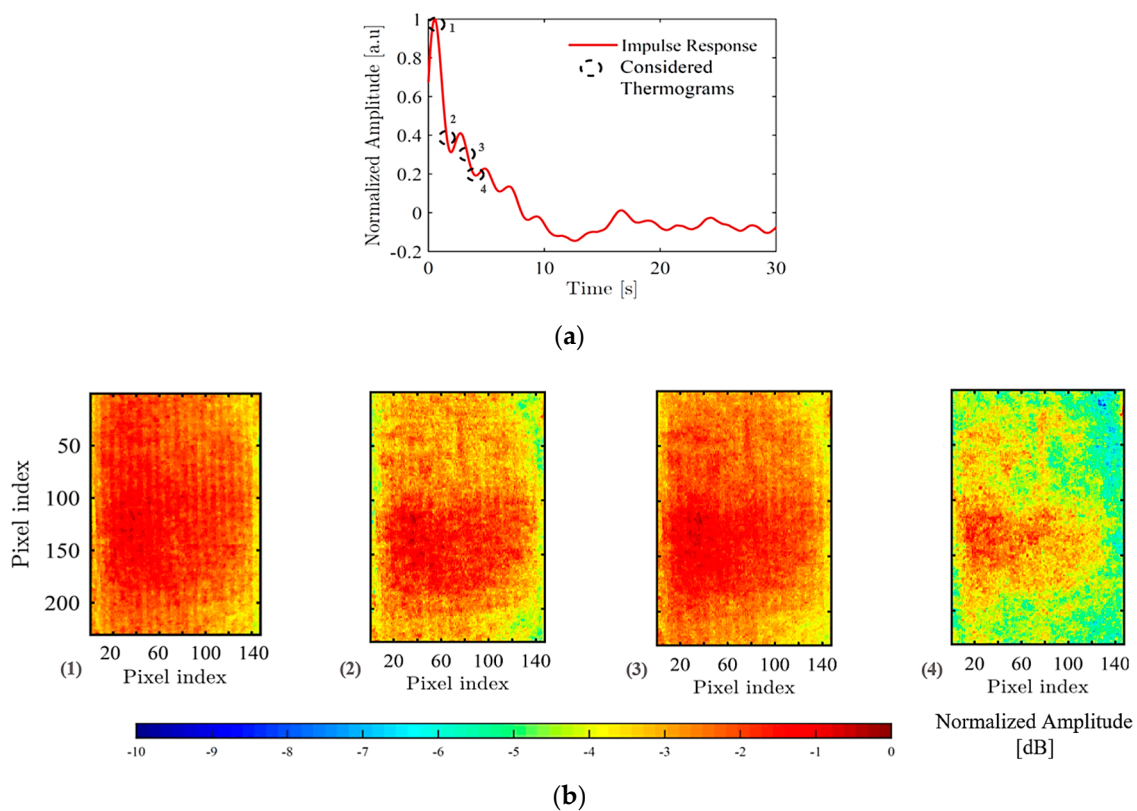 Normalized Amplitude [a.u]
1
0.8
0.6
0.4
0.2
0
-0.2
1
2
3
4
Impulse Response
Considered
Thermograms
0 10 20 30
Time [s]
(a)
Pixel index
50
100
150
200
(1)
20 60 100 140
Pixel index
(2)
20 60 100 140
Pixel index
(3)
20 60 100 140
Pixel index
(4)
20 60 100 140
Pixel index
-10 -9 -8 -7 -6 -5 -4 -3 -2 -1 0
Normalized Amplitude
[dB]
(b)